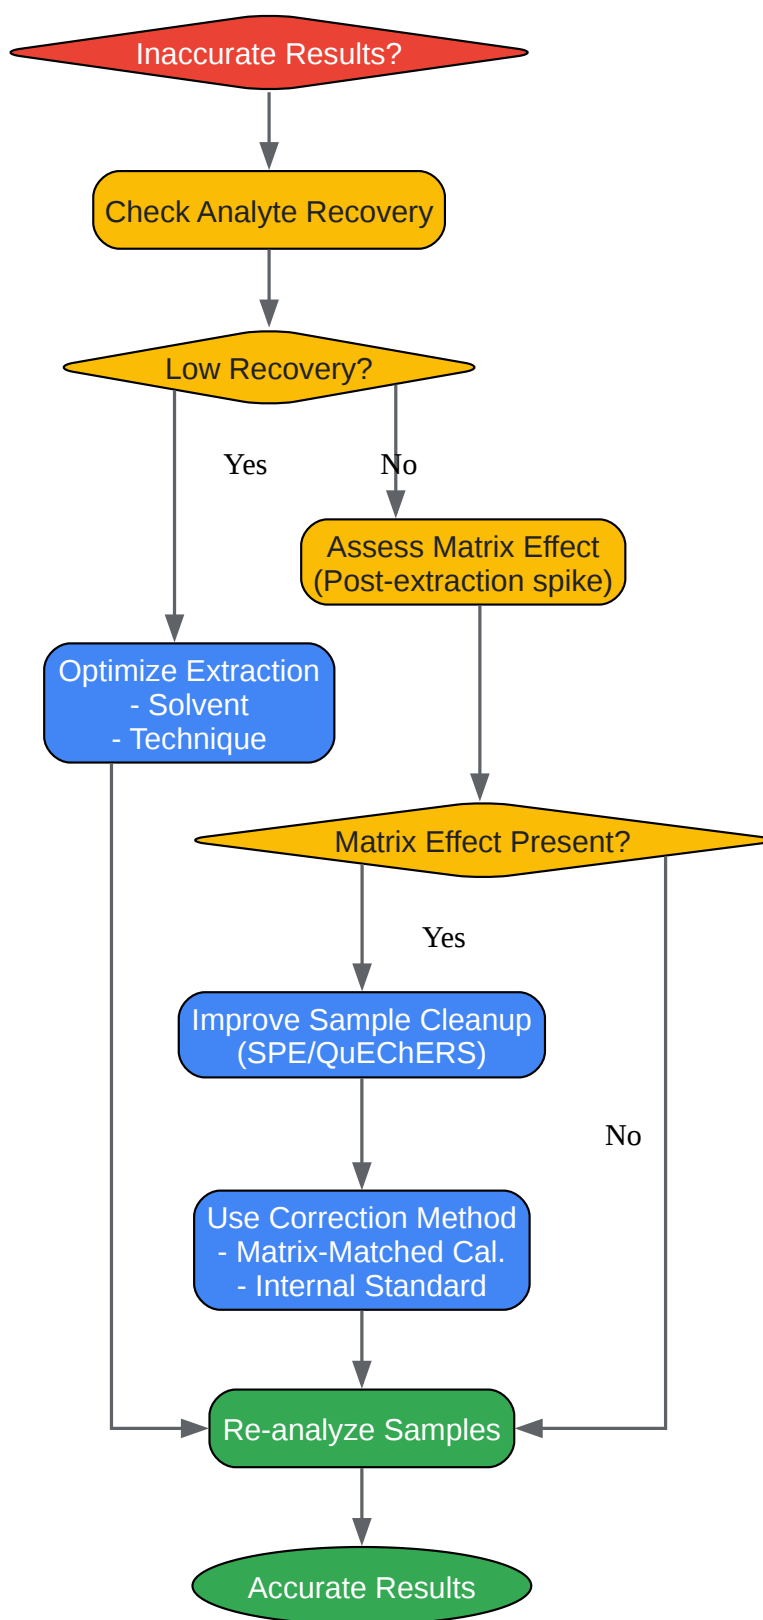 Inaccurate Results?
Check Analyte Recovery
Low Recovery?
Yes
No
Assess Matrix Effect
(Post-extraction spike)
Optimize Extraction
- Solvent
- Technique
Matrix Effect Present?
Yes
Improve Sample Cleanup
(SPE/QuEChERS)
No
Use Correction Method
- Matrix-Matched Cal.
- Internal Standard
Re-analyze Samples
Accurate Results